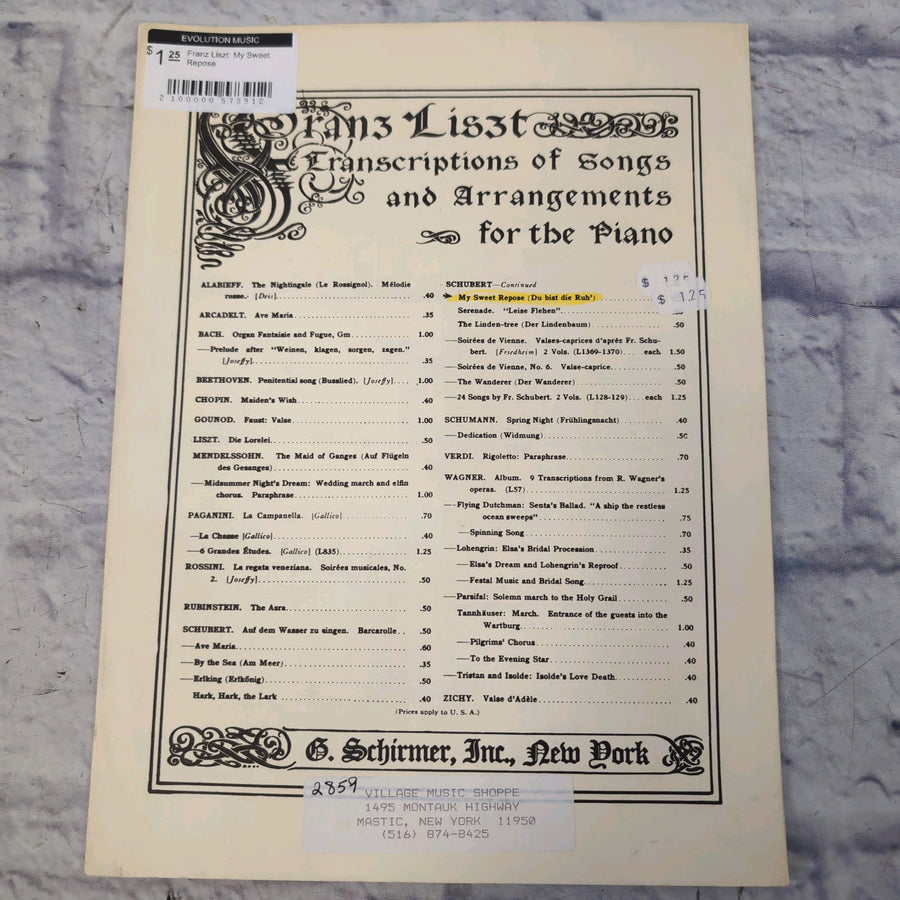 EVOLUTION MUSIC
$1 25 Franz Liszt: My Sweet
Repose
2 100000 578912
Franz Liszt
Transcriptions of Songs
and Arrangements
for the Piano
ALABIEFF. The Nightingale (Le Rossignol). Mélodie
russe. [Dris] .40
ARCADELT. Ave Maria .35
BACH. Organ Fantaisie and Fugue, Gm 1.00
—Prelude after "Weinen, klagen, sorgen, zagen."
[Joseffy] .35
BEETHOVEN. Penitential song (Busslied). [Joseffy] 1.00
CHOPIN. Maiden's Wish .40
GOUNOD. Faust: Valse 1.00
LISZT. Die Lorelei .50
MENDELSSOHN. The Maid of Ganges (Auf Flügeln
des Gesanges) .40
—Midsummer Night's Dream: Wedding march and elfin
chorus. Paraphrase 1.00
PAGANINI. La Campanella. [Gallico] .70
—La Chasse [Gallico] .40
—6 Grandes Études. [Gallico] (L835) 1.25
ROSSINI. La regata veneziana. Soirées musicales, No.
2. [Joseffy] .50
RUBINSTEIN. The Asra .50
SCHUBERT. Auf dem Wasser zu singen. Barcarolle .50
—Ave Maria .60
—By the Sea (Am Meer) .35
—Erlking (Erlkönig) .50
Hark, Hark, the Lark .40
SCHUBERT—Continued
My Sweet Repose (Du bist die Ruh')
$ 1.25
$ 1.25
Serenade. "Leise Flehen"
The Linden-tree (Der Lindenbaum) .50
—Soirées de Vienne. Valses-caprices d'après Fr. Schu-
bert. [Friedheim] 2 Vols. (L1369-1370) each 1.50
—Soirées de Vienne, No. 6. Valse-caprice .50
—The Wanderer (Der Wanderer) .50
—24 Songs by Fr. Schubert. 2 Vols. (L128-129) each 1.25
SCHUMANN. Spring Night (Frühlingsnacht) .40
—Dedication (Widmung) .50
VERDI. Rigoletto: Paraphrase .70
WAGNER. Album. 9 Transcriptions from R. Wagner's
operas. (L57) 1.25
—Flying Dutchman: Senta's Ballad. "A ship the restless
ocean sweeps" .75
—Spinning Song .70
—Lohengrin: Elsa's Bridal Procession .35
—Elsa's Dream and Lohengrin's Reproof .50
—Festal Music and Bridal Song 1.25
—Parsifal: Solemn march to the Holy Grail .50
Tannhäuser: March. Entrance of the guests into the
Wartburg 1.00
—Pilgrims' Chorus .40
—To the Evening Star .40
—Tristan and Isolde: Isolde's Love Death .40
ZICHY. Valse d'Adèle .40
(Prices apply to U. S. A.)
G. Schirmer, Inc., New York
2859
VILLAGE MUSIC SHOPPE
1495 MONTAUK HIGHWAY
MASTIC, NEW YORK 11950
(516) 874-8425